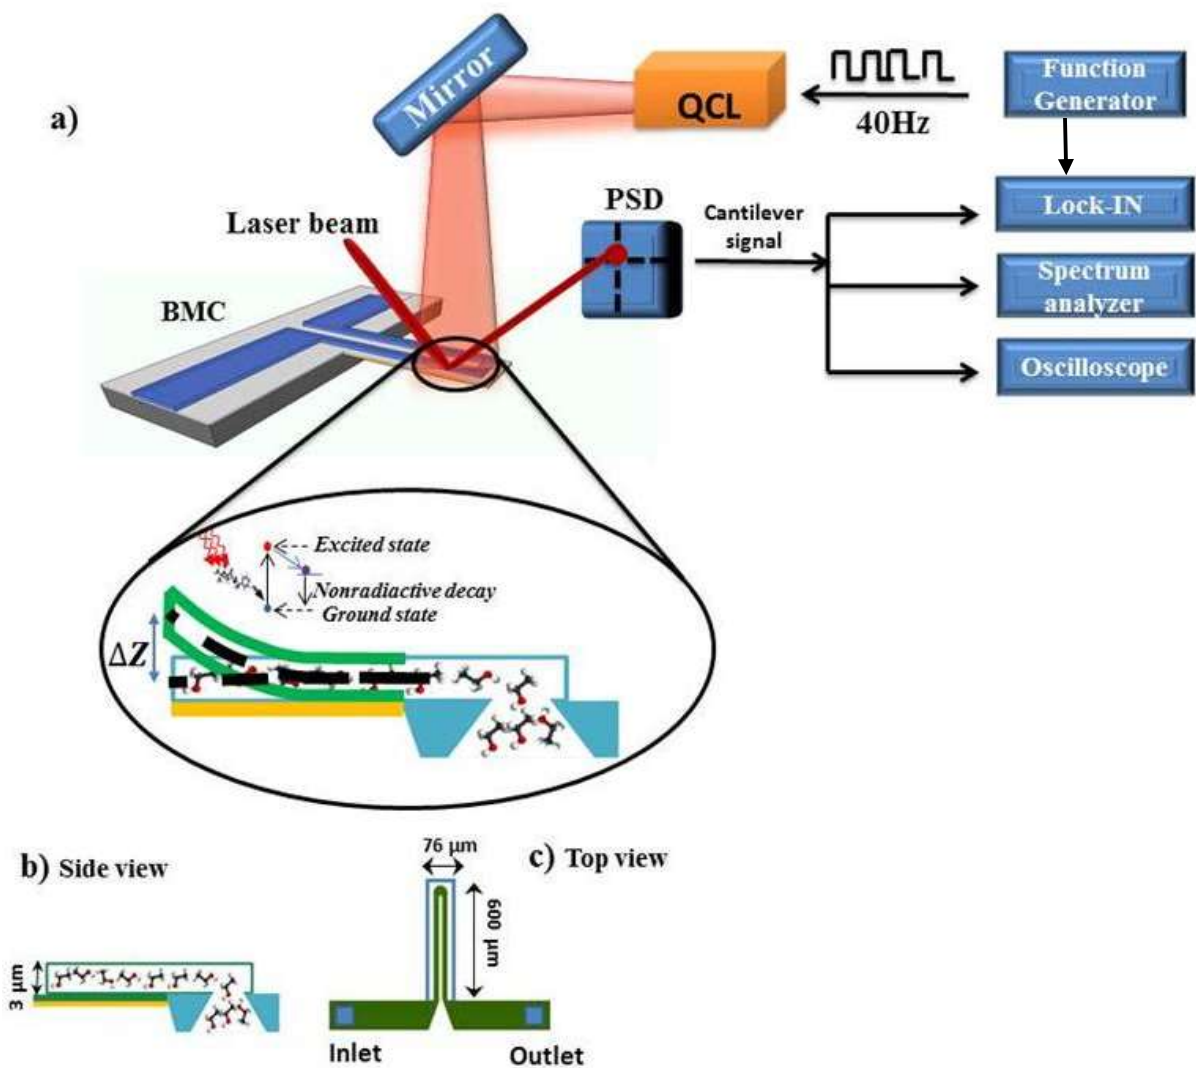 a)
Mirror
QCL
40Hz
Function
Generator
Lock-IN
Spectrum
analyzer
Oscilloscope
PSD
Cantilever
signal
Laser beam
BMC
Excited state
Nonradiactive decay
Ground state
ΔZ
b) Side view
3 µm
76 µm
c) Top view
600 µm
Inlet
Outlet